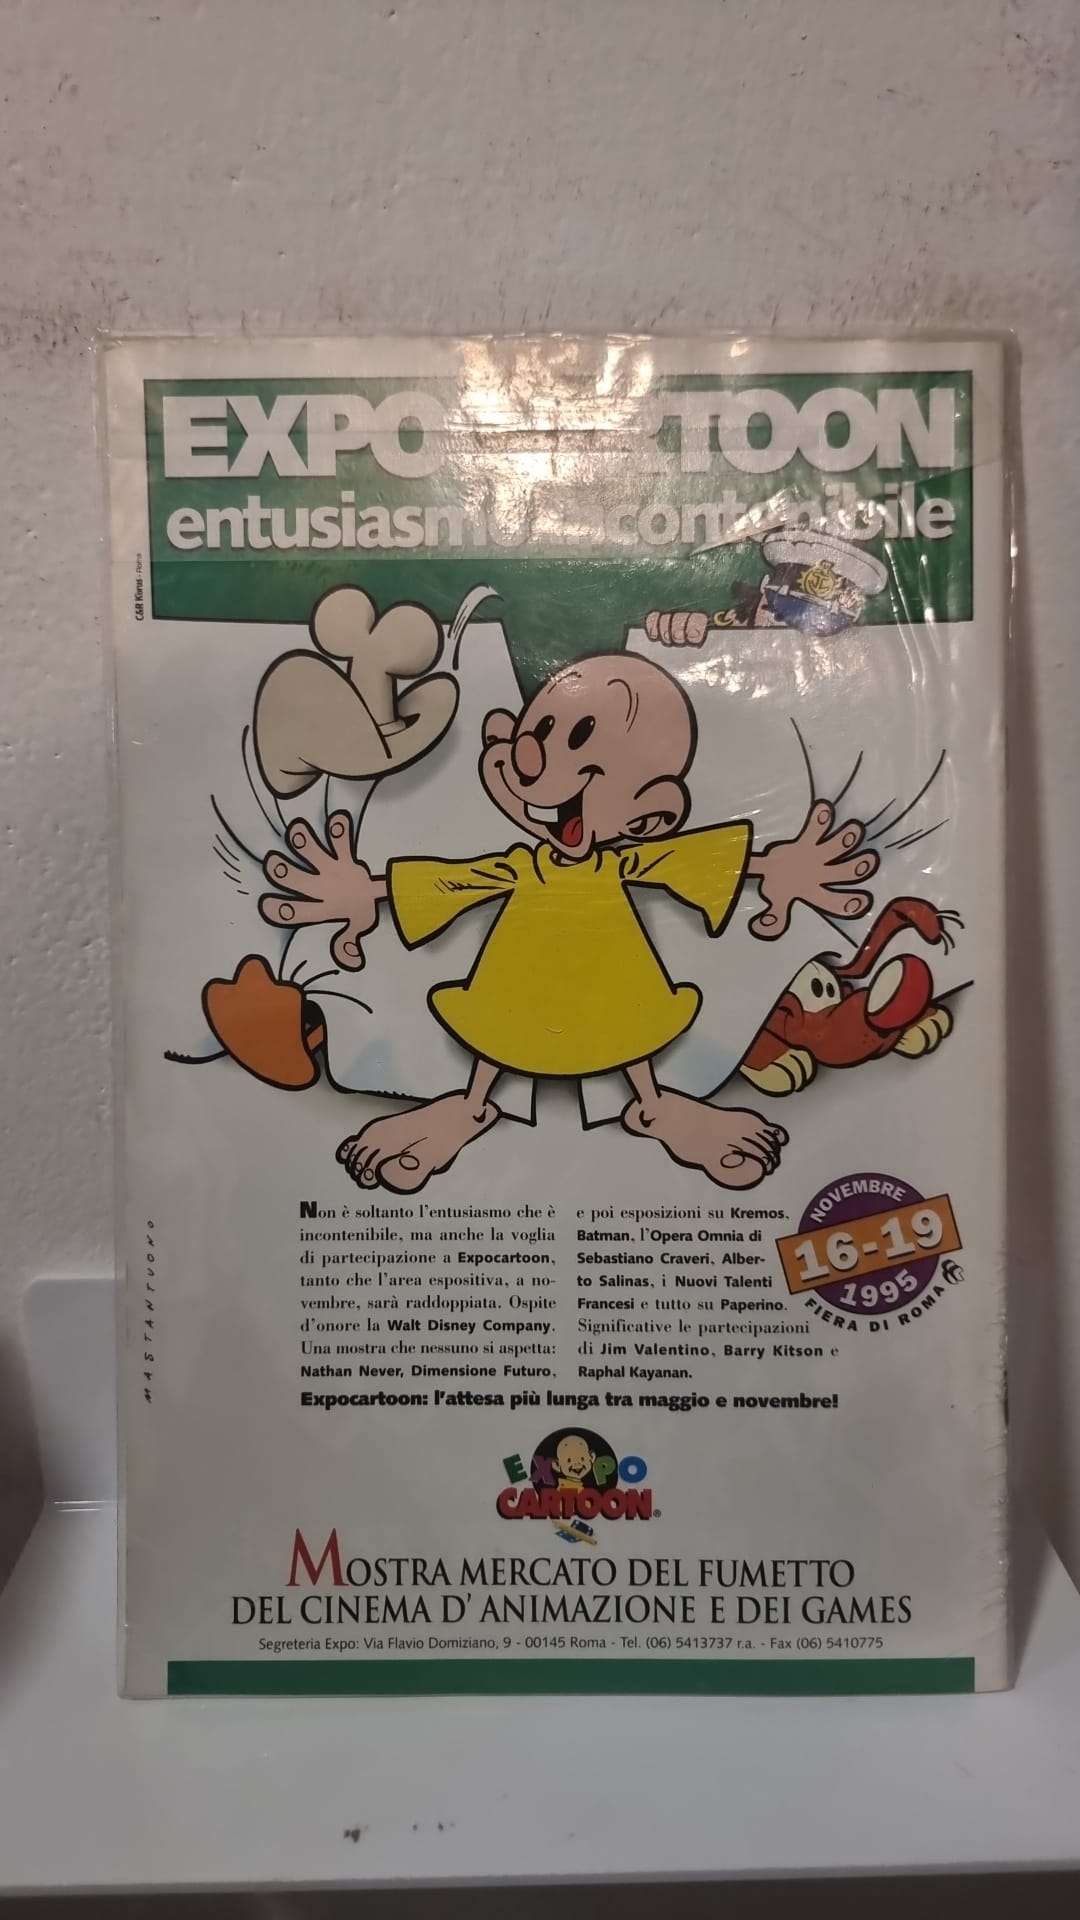 EXPOCARTOON
entusiasmo incontenibile
C&R Kirios - Roma
MASTANTUONO
Non è soltanto l'entusiasmo che è
incontenibile, ma anche la voglia
di partecipazione a Expocartoon,
tanto che l'area espositiva, a no-
vembre, sarà raddoppiata. Ospite
d'onore la Walt Disney Company.
Una mostra che nessuno si aspetta:
Nathan Never, Dimensione Futuro,
e poi esposizioni su Kremos,
Batman, l'Opera Omnia di
Sebastiano Craveri, Alber-
to Salinas, i Nuovi Talenti
Francesi e tutto su Paperino.
Significative le partecipazioni
di Jim Valentino, Barry Kitson e
Raphal Kayanan.
NOVEMBRE
16-19
1995
FIERA DI ROMA
Expocartoon: l'attesa più lunga tra maggio e novembre!
EXPO
CARTOON®
MOSTRA MERCATO DEL FUMETTO
DEL CINEMA D'ANIMAZIONE E DEI GAMES
Segreteria Expo: Via Flavio Domiziano, 9 - 00145 Roma - Tel. (06) 5413737 r.a. - Fax (06) 5410775